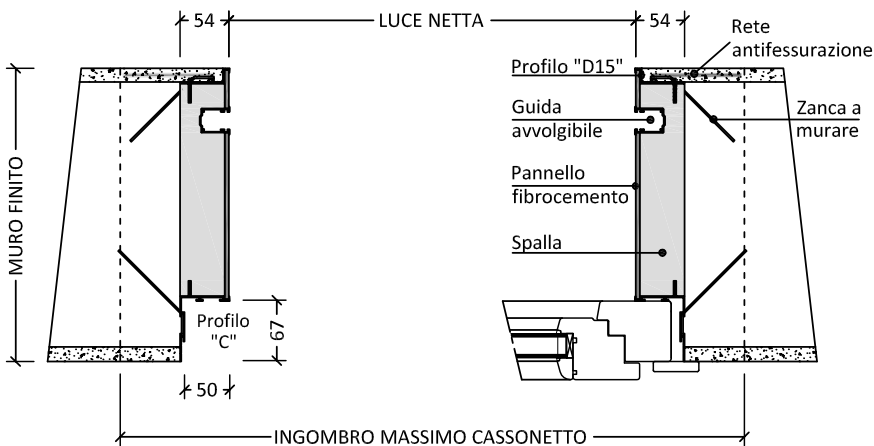 54
LUCE NETTA
54
Rete
antifessurazione
Profilo "D15"
Guida
avvolgibile
Zanca a
murare
Pannello
fibrocemento
MURO FINITO
Spalla
Profilo
"C"
67
50
INGOMBRO MASSIMO CASSONETTO